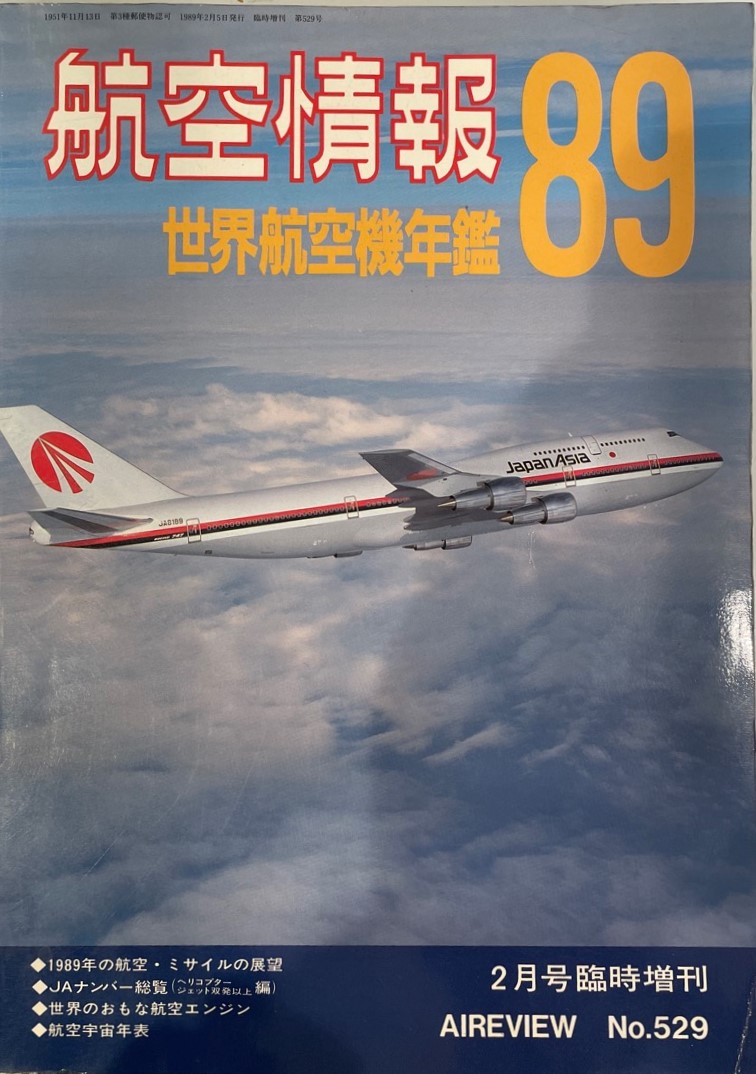 1951年11月13日 第3種郵便物認可 1989年2月5日発行 臨時増刊 第529号
航空情報 89
世界航空機年鑑
JapanAsia
JA8189
BOEING 747
◆1989年の航空・ミサイルの展望
◆JAナンバー総覧(ヘリコプター ジェット双発以上 編)
◆世界のおもな航空エンジン
◆航空宇宙年表
2月号臨時増刊
AIREVIEW No.529